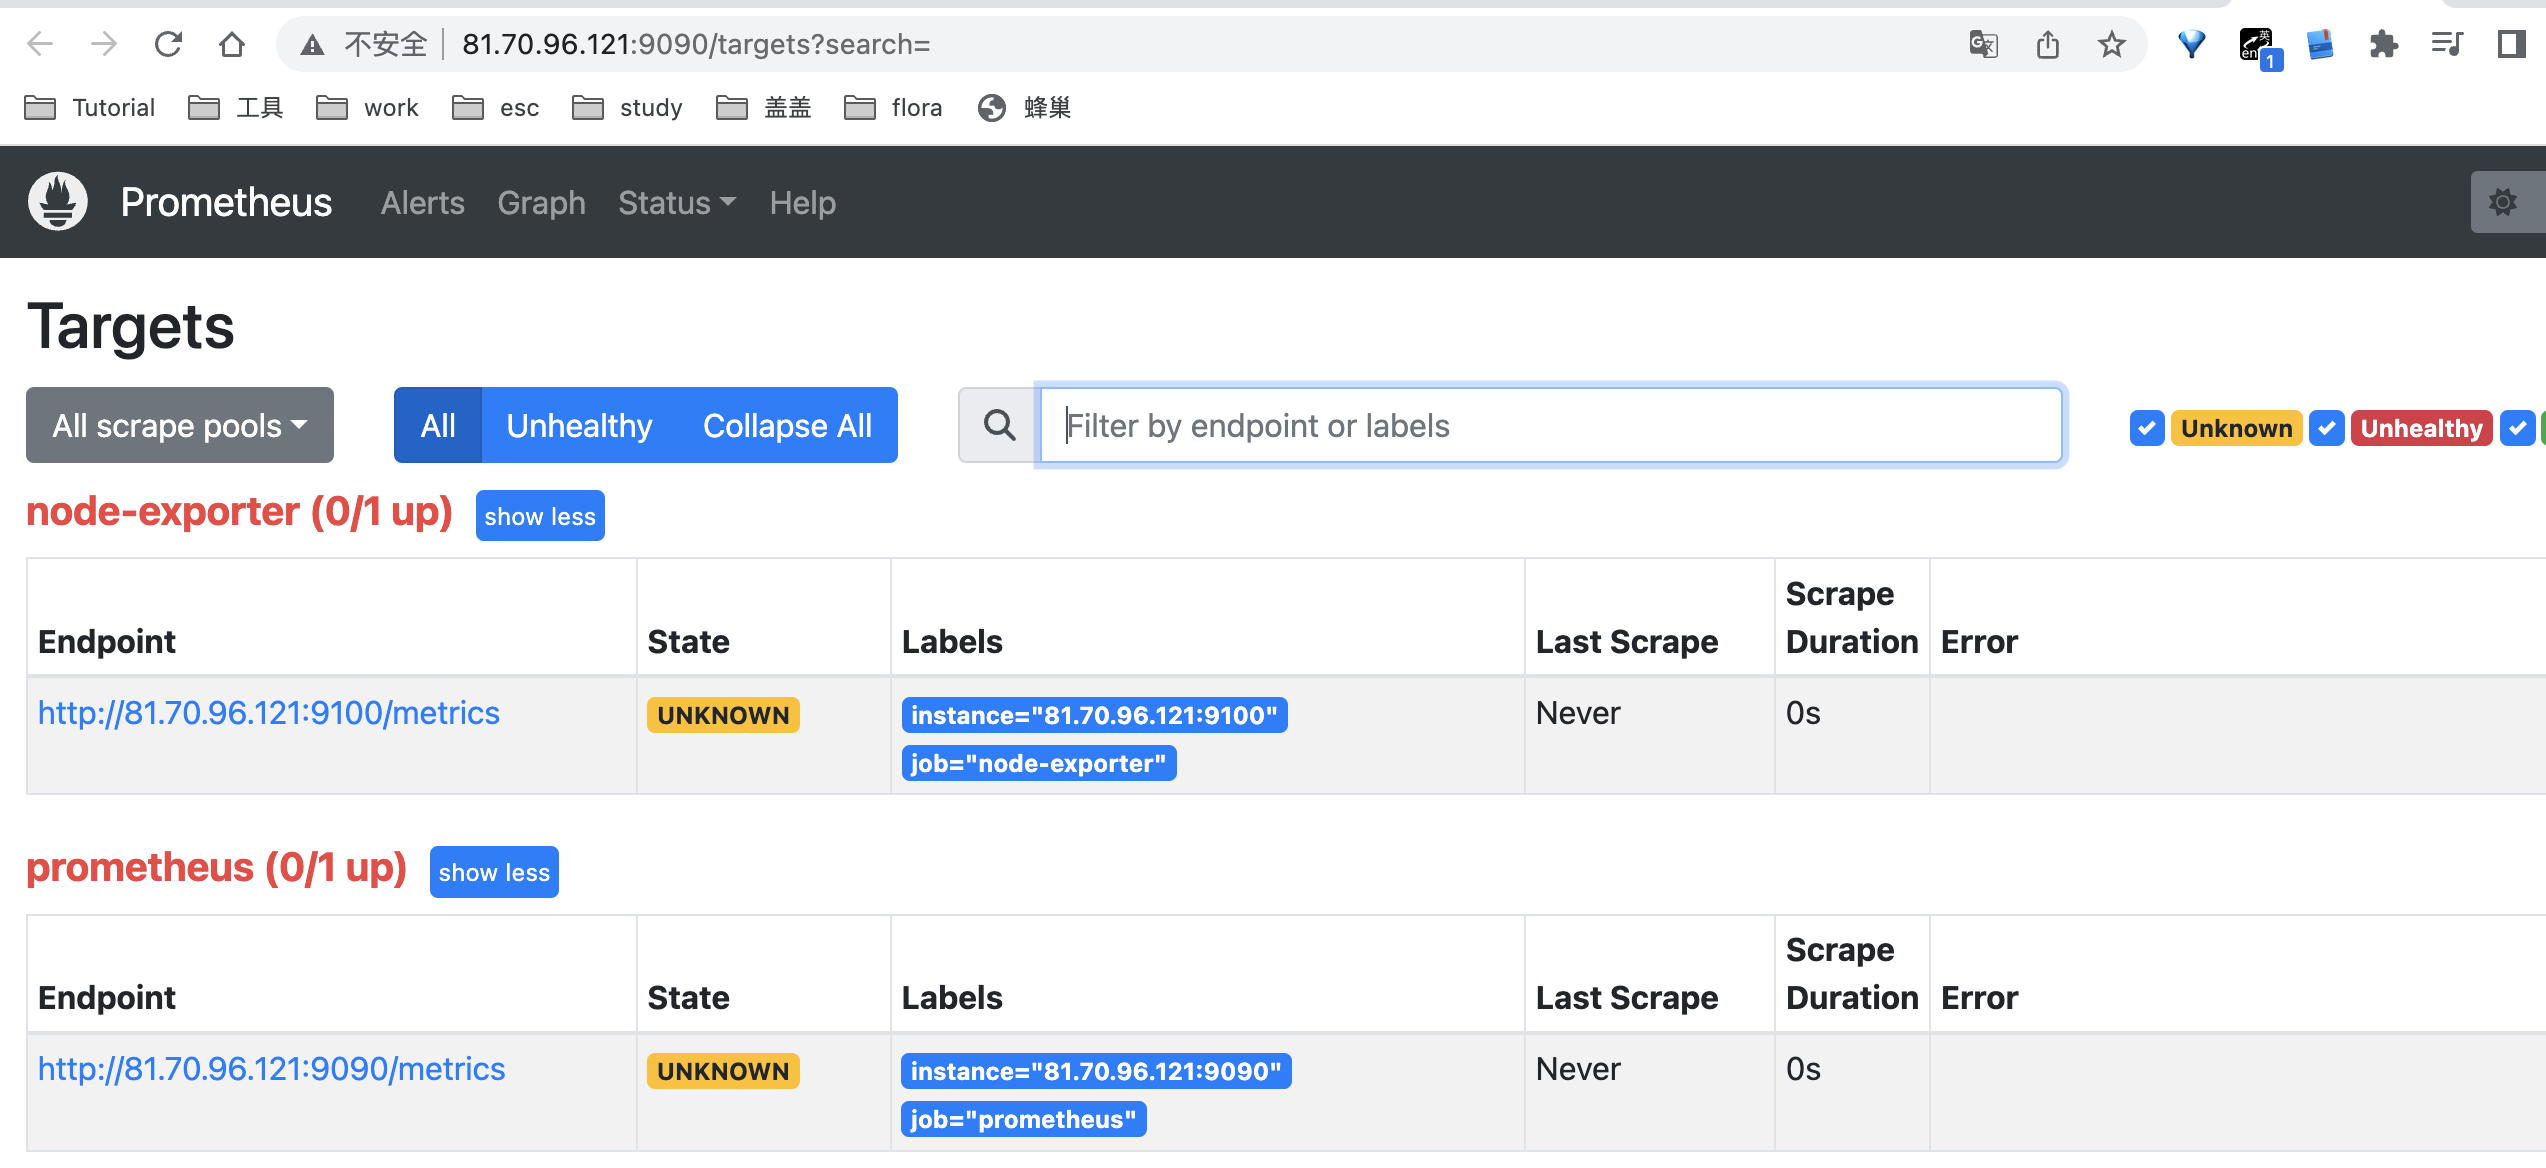 不安全 81.70.96.121:9090/targets?search=
英
en
1
Tutorial 工具 work esc study 盖盖 flora 蜂巢
Prometheus Alerts Graph Status Help
Targets
All scrape pools All Unhealthy Collapse All Filter by endpoint or labels Unknown Unhealthy
node-exporter (0/1 up) show less
Endpoint State Labels Last Scrape Scrape Duration Error
http://81.70.96.121:9100/metrics UNKNOWN instance="81.70.96.121:9100" Never 0s
job="node-exporter"
prometheus (0/1 up) show less
Endpoint State Labels Last Scrape Scrape Duration Error
http://81.70.96.121:9090/metrics UNKNOWN instance="81.70.96.121:9090" Never 0s
job="prometheus"